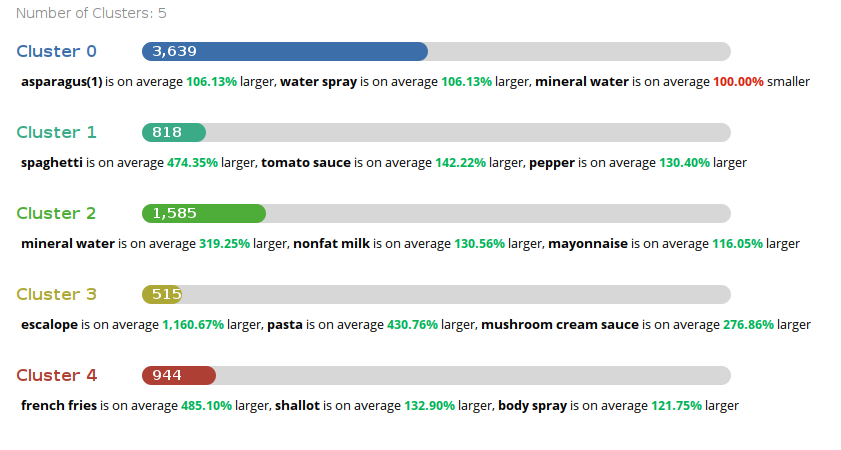 Number of Clusters: 5
Cluster 0
3,639
asparagus(1) is on average 106.13% larger, water spray is on average 106.13% larger, mineral water is on average 100.00% smaller
Cluster 1
818
spaghetti is on average 474.35% larger, tomato sauce is on average 142.22% larger, pepper is on average 130.40% larger
Cluster 2
1,585
mineral water is on average 319.25% larger, nonfat milk is on average 130.56% larger, mayonnaise is on average 116.05% larger
Cluster 3
515
escalope is on average 1,160.67% larger, pasta is on average 430.76% larger, mushroom cream sauce is on average 276.86% larger
Cluster 4
944
french fries is on average 485.10% larger, shallot is on average 132.90% larger, body spray is on average 121.75% larger